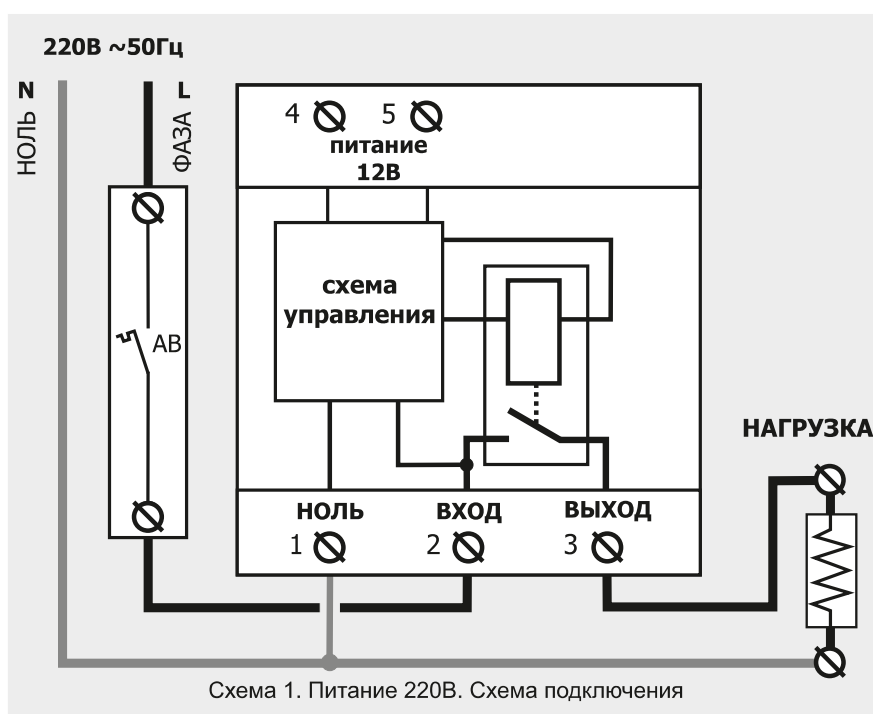 220В ~50Гц
N
L
НОЛЬ
ФАЗА
4
5
питание
12В
схема
управления
АВ
НАГРУЗКА
НОЛЬ
ВХОД
ВЫХОД
1
2
3
Схема 1. Питание 220В. Схема подключения